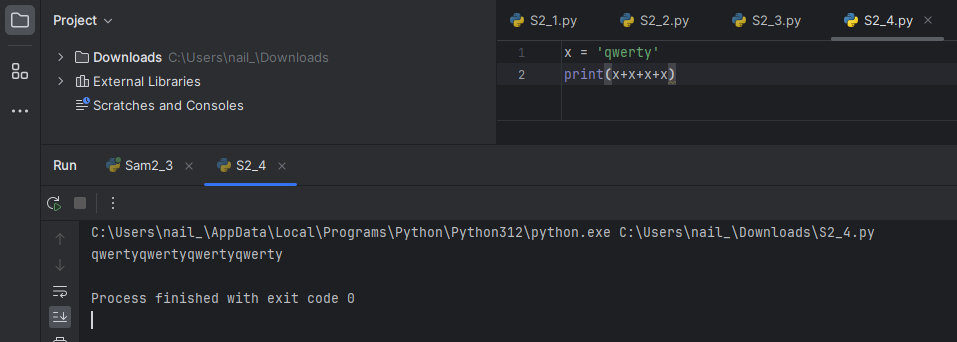 Project
Downloads C:\Users\nail_\Downloads
External Libraries
Scratches and Consoles
S2_1.py S2_2.py S2_3.py S2_4.py
1 x = 'qwerty'
2 print(x+x+x+x)
Run Sam2_3 S2_4
C:\Users\nail_\AppData\Local\Programs\Python\Python312\python.exe C:\Users\nail_\Downloads\S2_4.py
qwertyqwertyqwertyqwerty
Process finished with exit code 0